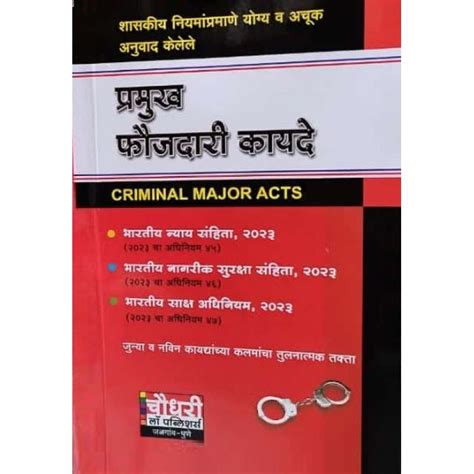 शासकीय नियमांप्रमाणे योग्य व अचूक
अनुवाद केलेले
प्रमुख
फौजदारी कायदे
CRIMINAL MAJOR ACTS
भारतीय न्याय संहिता, २०२३
(२०२३ चा अधिनियम ४५)
भारतीय नागरीक सुरक्षा संहिता, २०२३
(२०२३ चा अधिनियम ४६)
भारतीय साक्ष अधिनियम, २०२३
(२०२३ चा अधिनियम ४७)
जुन्या व नविन कायद्यांच्या कलमांचा तुलनात्मक तक्ता
चौधरी
लॉ पब्लिशर्स
जळगांव-पुणे